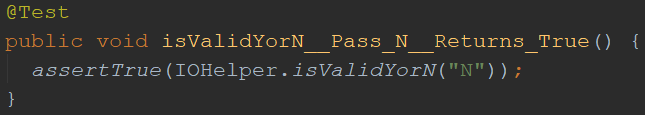 @Test
public void isValidYorN__Pass_N__Returns_True() {
assertTrue(IOHelper.isValidYorN("N"));
}